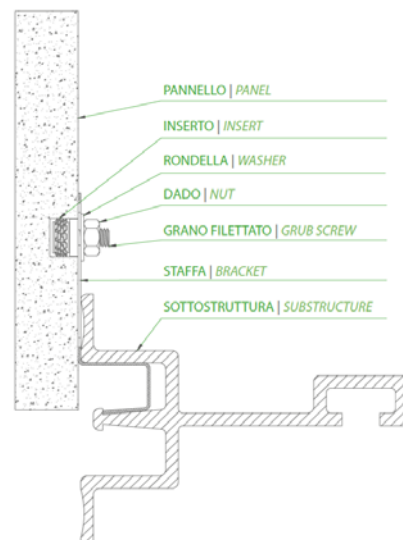 PANNELLO | PANEL
INSERTO | INSERT
RONDELLA | WASHER
DADO | NUT
GRANO FILETTATO | GRUB SCREW
STAFFA | BRACKET
SOTTOSTRUTTURA | SUBSTRUCTURE